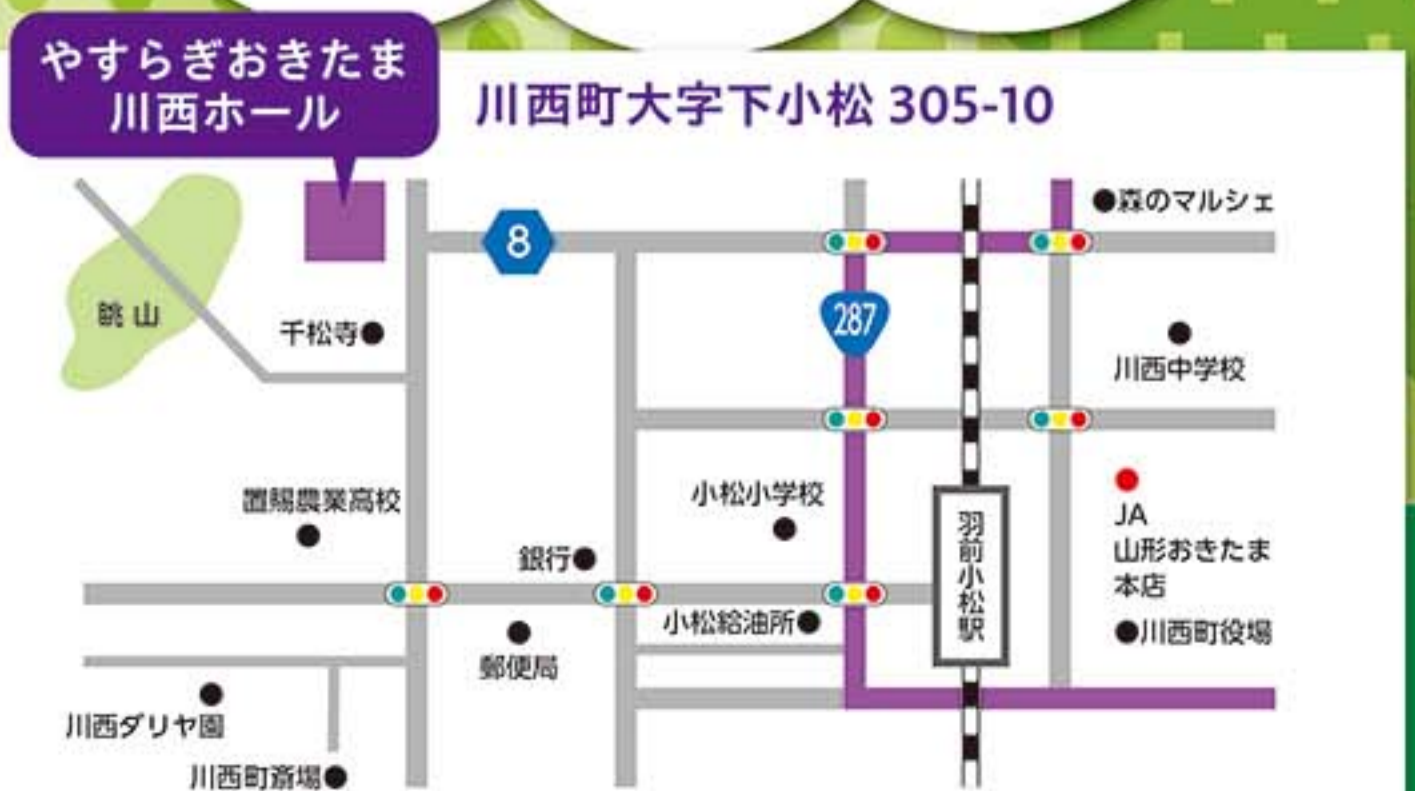 やすらぎおきたま
川西ホール
川西町大字下小松 305-10
森のマルシェ
8
287
眺山
千松寺
川西中学校
置賜農業高校
小松小学校
JA
山形おきたま
本店
羽前小松駅
銀行
小松給油所
川西町役場
郵便局
川西ダリヤ園
川西町斎場